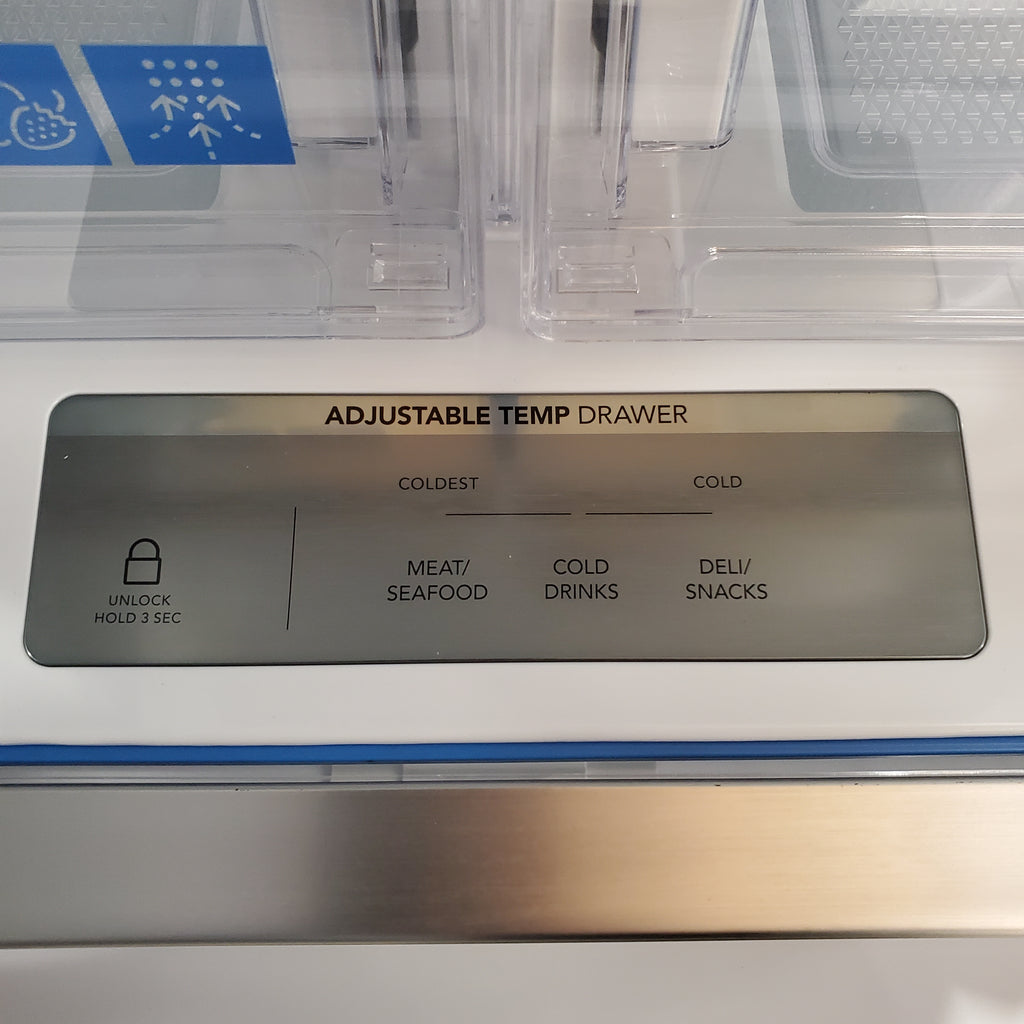 ADJUSTABLE TEMP DRAWER
COLDEST COLD
UNLOCK
HOLD 3 SEC
MEAT/
SEAFOOD
COLD
DRINKS
DELI/
SNACKS